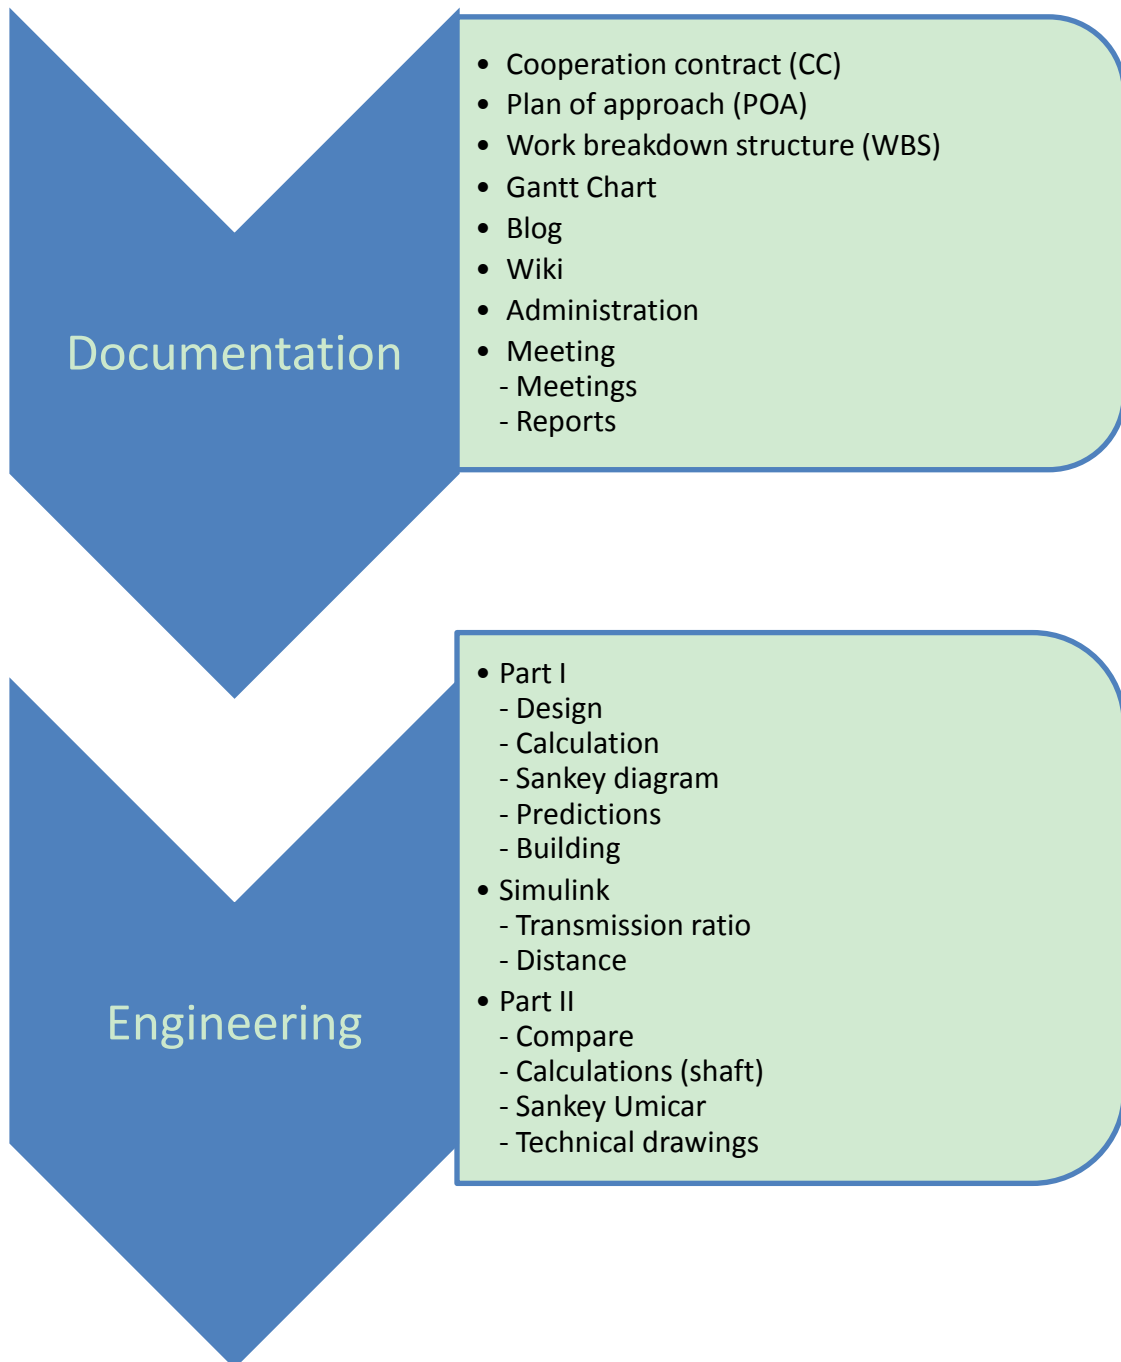 Documentation
• Cooperation contract (CC)
• Plan of approach (POA)
• Work breakdown structure (WBS)
• Gantt Chart
• Blog
• Wiki
• Administration
• Meeting
- Meetings
- Reports
Engineering
• Part I
- Design
- Calculation
- Sankey diagram
- Predictions
- Building
• Simulink
- Transmission ratio
- Distance
• Part II
- Compare
- Calculations (shaft)
- Sankey Umicar
- Technical drawings